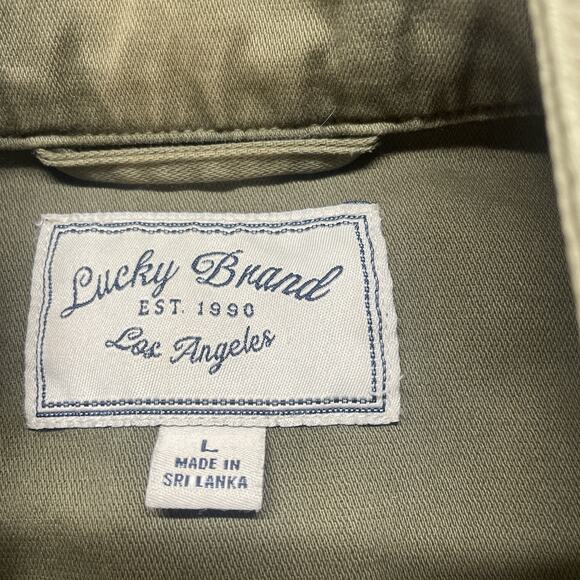 Lucky Brand
EST. 1990
Los Angeles
L
MADE IN
SRI LANKA